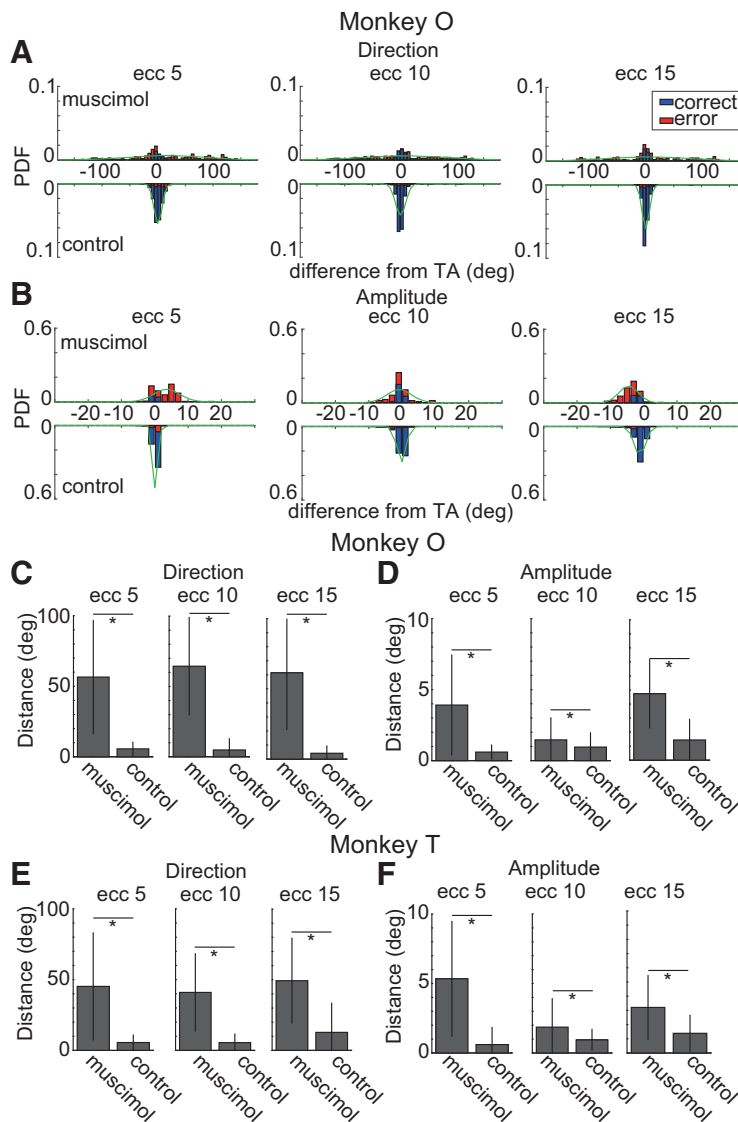 Monkey O
A
Direction
ecc 5 ecc 10 ecc 15
0.1 0.1 0.1
muscimol
correct
error
PDF
-100 0 100 -100 0 100 -100 0 100
0 0 0
control
0.1 0.1 0.1
difference from TA (deg)
B
Amplitude
ecc 5 ecc 10 ecc 15
0.6 0.6 0.6
muscimol
PDF
-20 -10 0 10 20 -20 -10 0 10 20 -20 -10 0 10 20
0 0 0
control
0.6 0.6 0.6
difference from TA (deg)
Monkey O
C
Direction
ecc 5 ecc 10 ecc 15
100
50
0
Distance (deg)
* * *
muscimol control muscimol control muscimol control
D
Amplitude
ecc 5 ecc 10 ecc 15
10
5
0
Distance (deg)
* * *
muscimol control muscimol control muscimol control
Monkey T
E
Direction
ecc 5 ecc 10 ecc 15
100
50
0
Distance (deg)
* * *
muscimol control muscimol control muscimol control
F
Amplitude
ecc 5 ecc 10 ecc 15
10
5
0
Distance (deg)
* * *
muscimol control muscimol control muscimol control